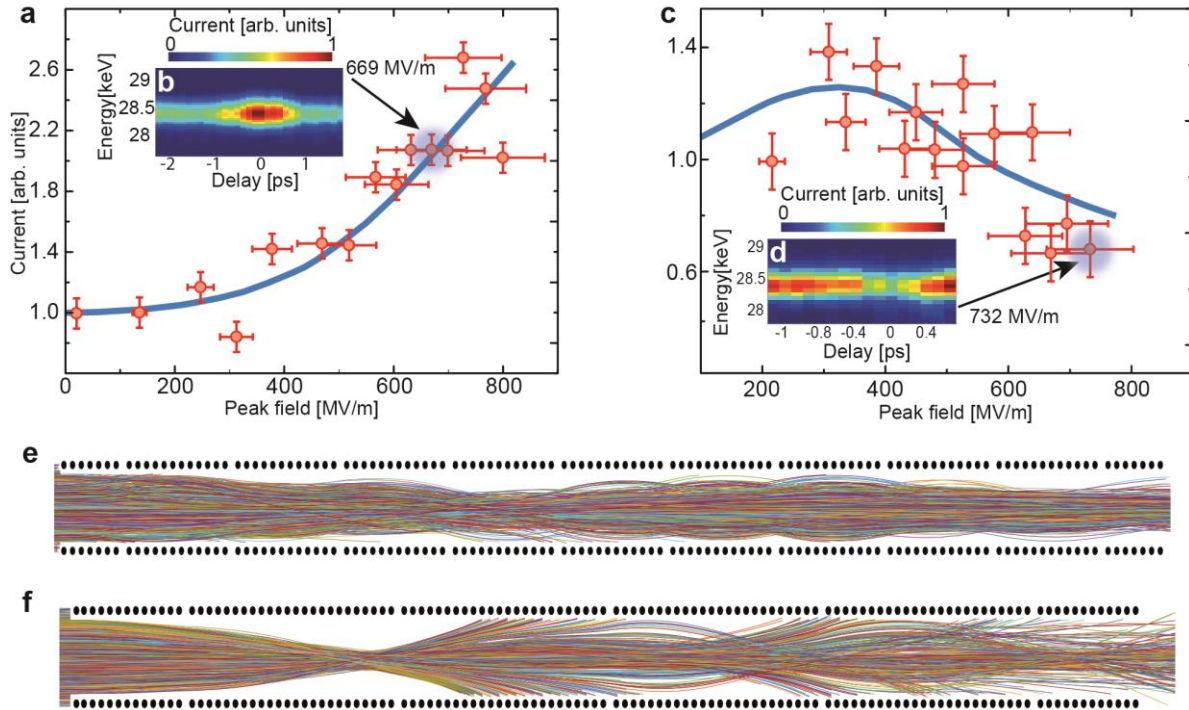 a
Current [arb. units]
0 1
b
669 MV/m
Energy[keV]
29
28.5
28
-2 -1 0 1
Delay [ps]
Current [arb. units]
2.6
2.2
1.8
1.4
1.0
0 200 400 600 800
Peak field [MV/m]
c
1.4
1.0
0.6
Current [arb. units]
0 1
d
Energy[keV]
29
28.5
28
-1 -0.8 -0.4 0 0.4
Delay [ps]
732 MV/m
200 400 600 800
Peak field [MV/m]
e
f